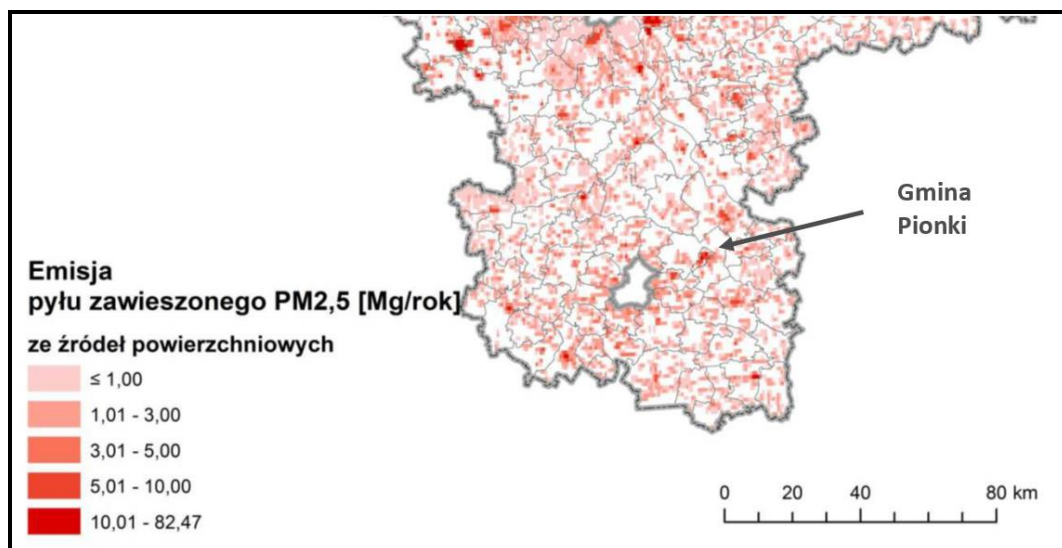 Gmina
Pionki
Emisja
pyłu zawieszonego PM2,5 [Mg/rok]
ze źródeł powierzchniowych
≤ 1,00
1,01 - 3,00
3,01 - 5,00
5,01 - 10,00
10,01 - 82,47
0 20 40 80 km